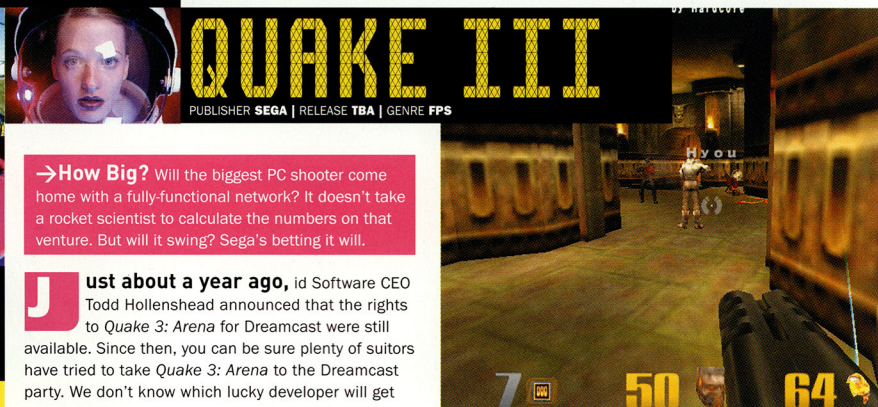 QUAKE III
PUBLISHER SEGA | RELEASE TBA | GENRE FPS
→How Big? Will the biggest PC shooter come
home with a fully-functional network? It doesn't take
a rocket scientist to calculate the numbers on that
venture. But will it swing? Sega's betting it will.
Just about a year ago, id Software CEO
Todd Hollenshead announced that the rights
to Quake 3: Arena for Dreamcast were still
available. Since then, you can be sure plenty of suitors
have tried to take Quake 3: Arena to the Dreamcast
party. We don't know which lucky developer will get
by Hardcore
Hyou
7 50 64